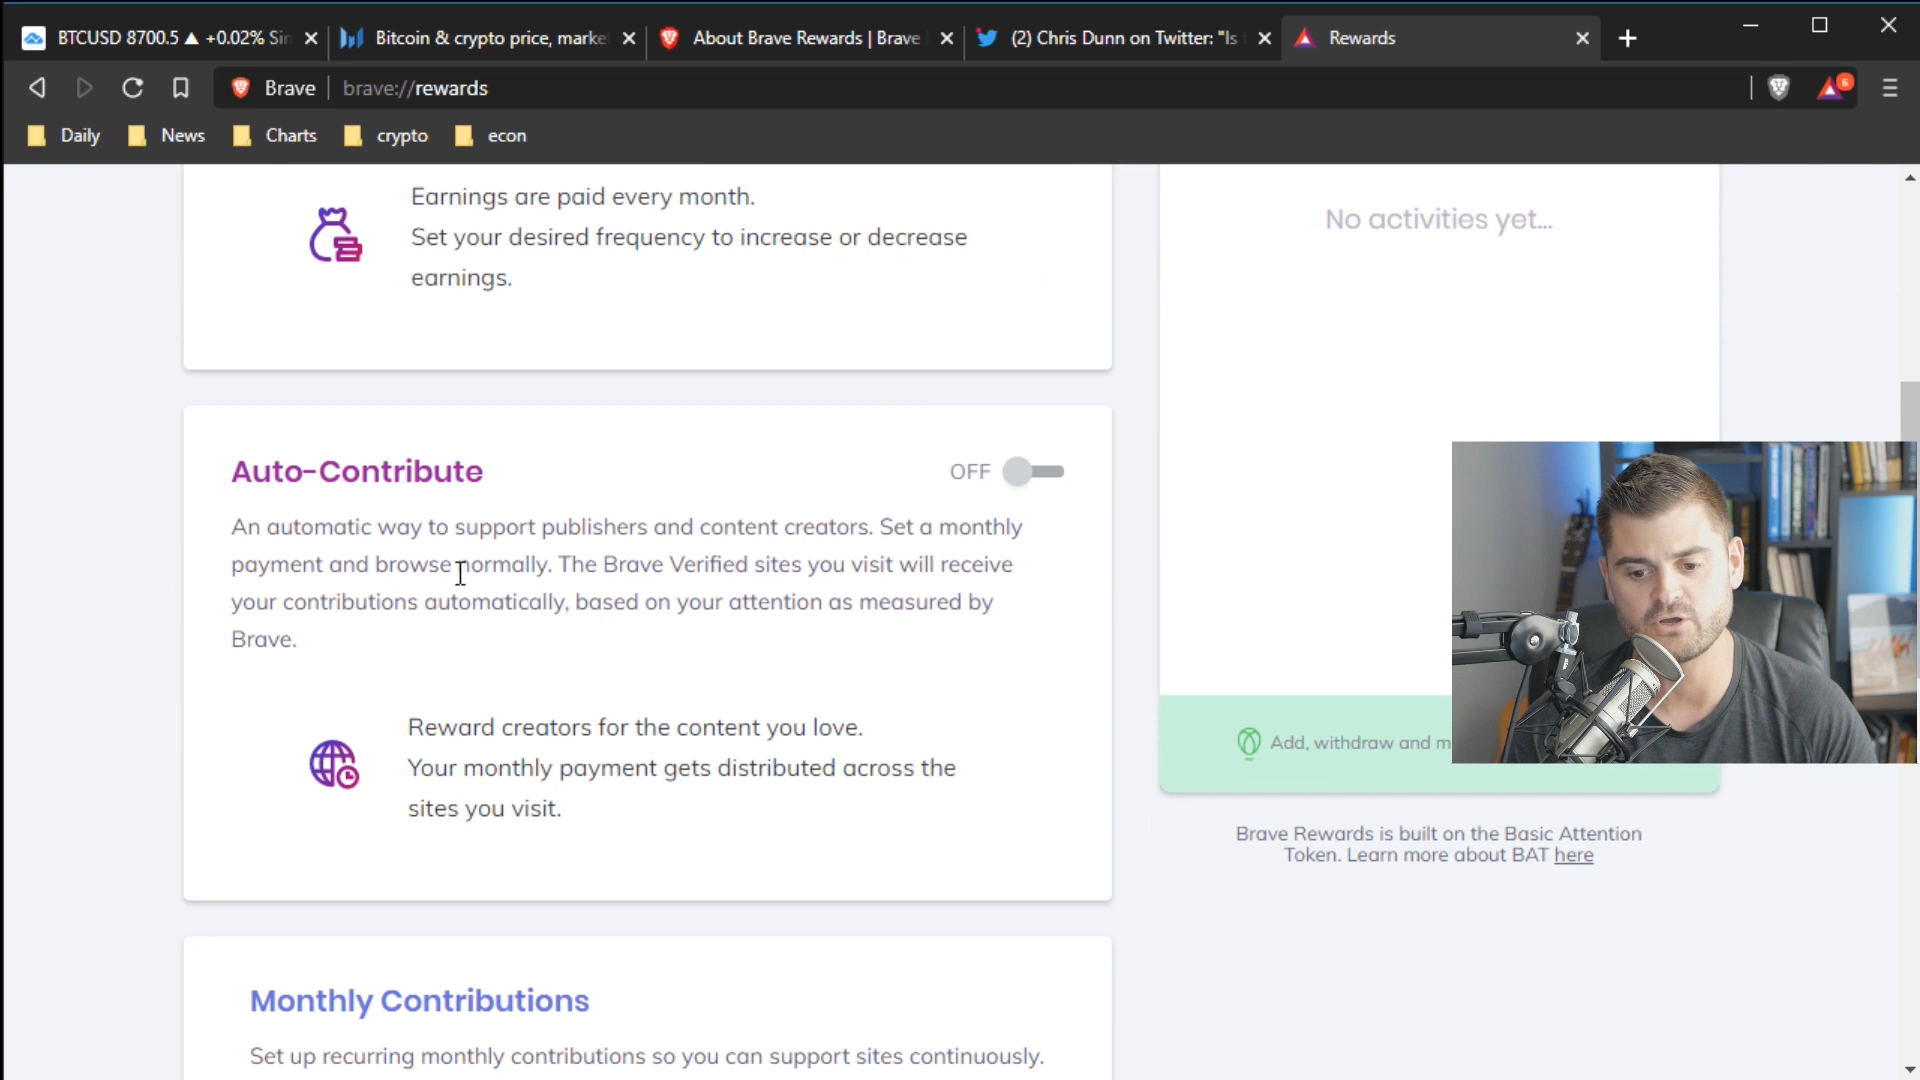 BTCUSD 8700.5 ▲ +0.02% Sin
Bitcoin & crypto price, marke
About Brave Rewards | Brave
(2) Chris Dunn on Twitter: "Is
Rewards
Brave
brave://rewards
6
Daily
News
Charts
crypto
econ
Earnings are paid every month.
Set your desired frequency to increase or decrease
earnings.
No activities yet...
Auto-Contribute
OFF
An automatic way to support publishers and content creators. Set a monthly
payment and browse normally. The Brave Verified sites you visit will receive
your contributions automatically, based on your attention as measured by
Brave.
Reward creators for the content you love.
Your monthly payment gets distributed across the
sites you visit.
Add, withdraw and m
Brave Rewards is built on the Basic Attention
Token. Learn more about BAT here
Monthly Contributions
Set up recurring monthly contributions so you can support sites continuously.